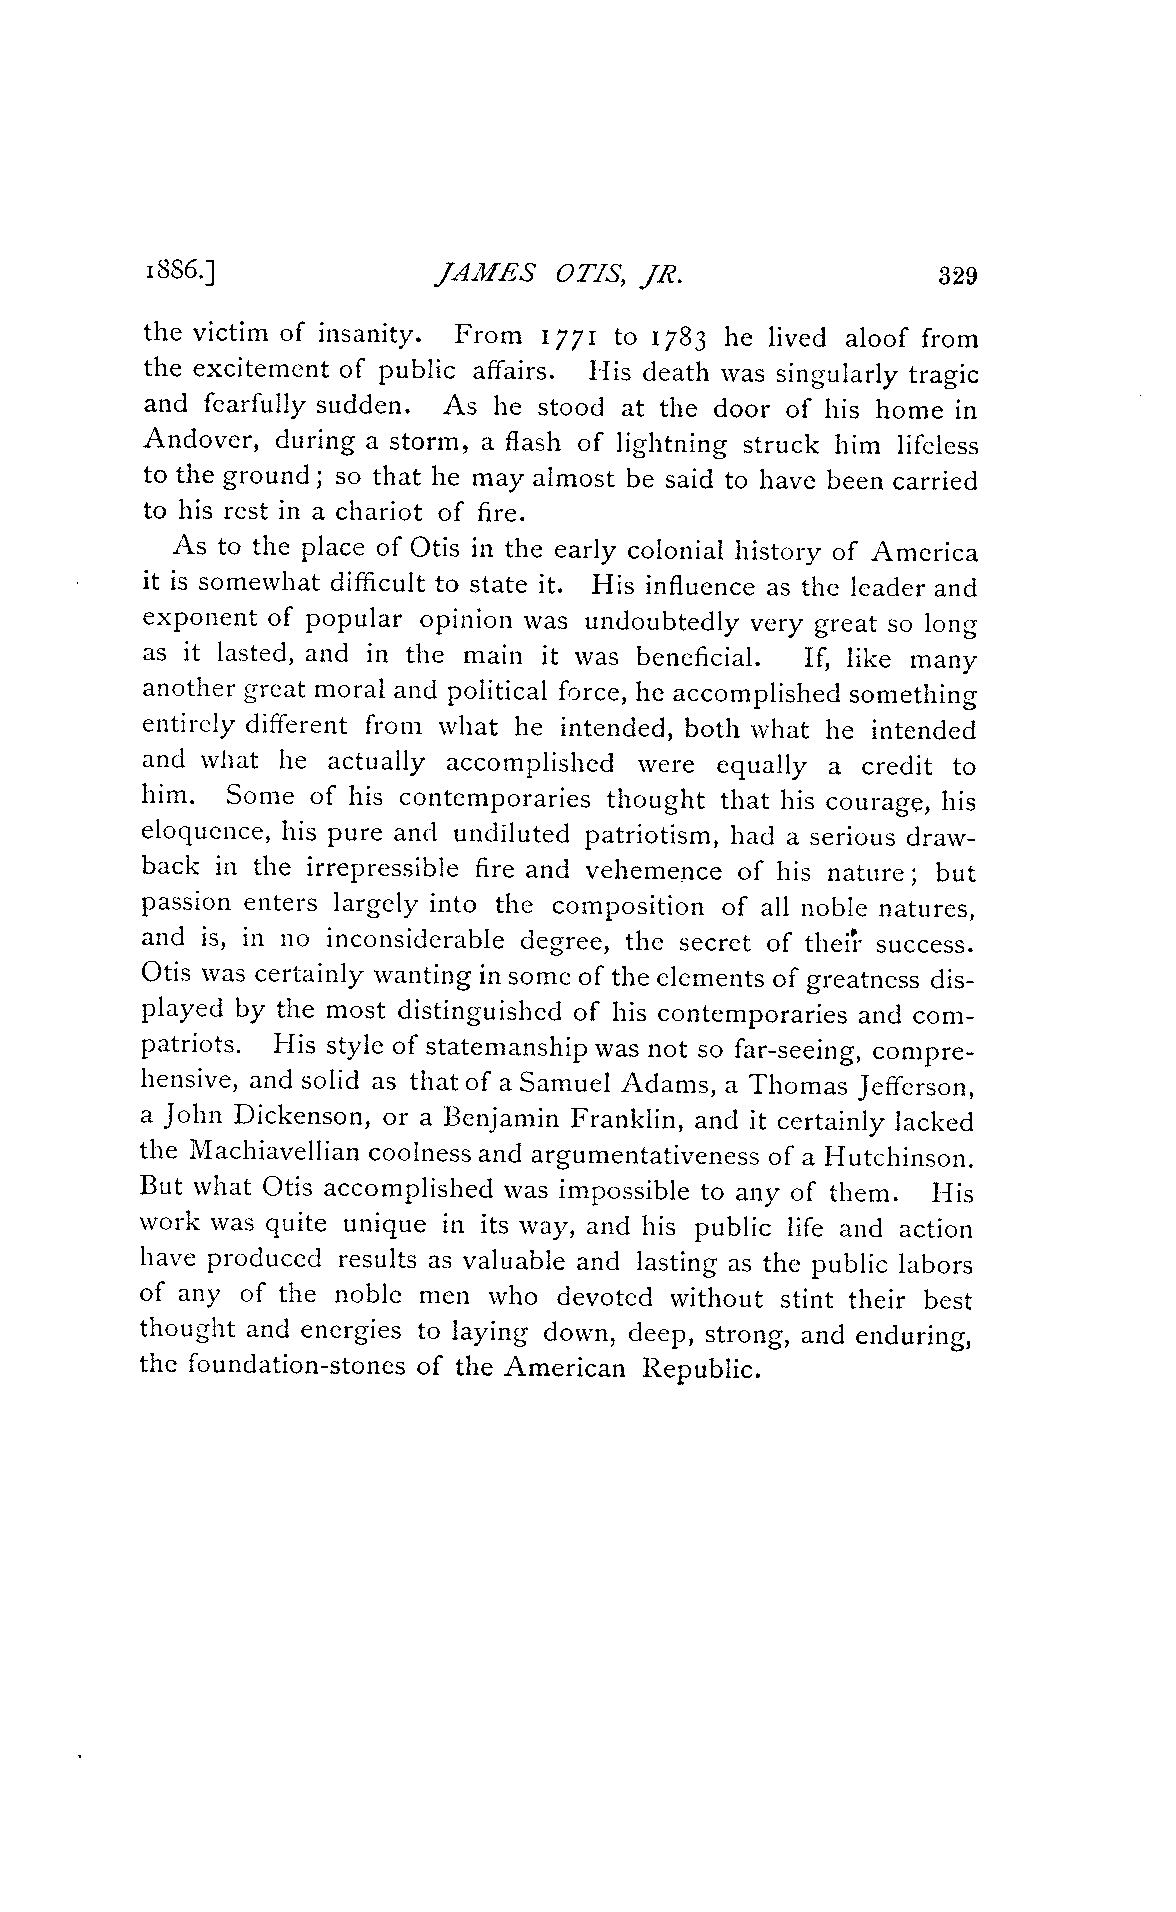 1886.] JAMES OTIS, JR. 329
the victim of insanity. From 1771 to 1783 he lived aloof from
the excitement of public affairs. His death was singularly tragic
and fearfully sudden. As he stood at the door of his home in
Andover, during a storm, a flash of lightning struck him lifeless
to the ground; so that he may almost be said to have been carried
to his rest in a chariot of fire.
As to the place of Otis in the early colonial history of America
it is somewhat difficult to state it. His influence as the leader and
exponent of popular opinion was undoubtedly very great so long
as it lasted, and in the main it was beneficial. If, like many
another great moral and political force, he accomplished something
entirely different from what he intended, both what he intended
and what he actually accomplished were equally a credit to
him. Some of his contemporaries thought that his courage, his
eloquence, his pure and undiluted patriotism, had a serious draw-
back in the irrepressible fire and vehemence of his nature; but
passion enters largely into the composition of all noble natures,
and is, in no inconsiderable degree, the secret of their success.
Otis was certainly wanting in some of the elements of greatness dis-
played by the most distinguished of his contemporaries and com-
patriots. His style of statemanship was not so far-seeing, compre-
hensive, and solid as that of a Samuel Adams, a Thomas Jefferson,
a John Dickenson, or a Benjamin Franklin, and it certainly lacked
the Machiavellian coolness and argumentativeness of a Hutchinson.
But what Otis accomplished was impossible to any of them. His
work was quite unique in its way, and his public life and action
have produced results as valuable and lasting as the public labors
of any of the noble men who devoted without stint their best
thought and energies to laying down, deep, strong, and enduring,
the foundation-stones of the American Republic.